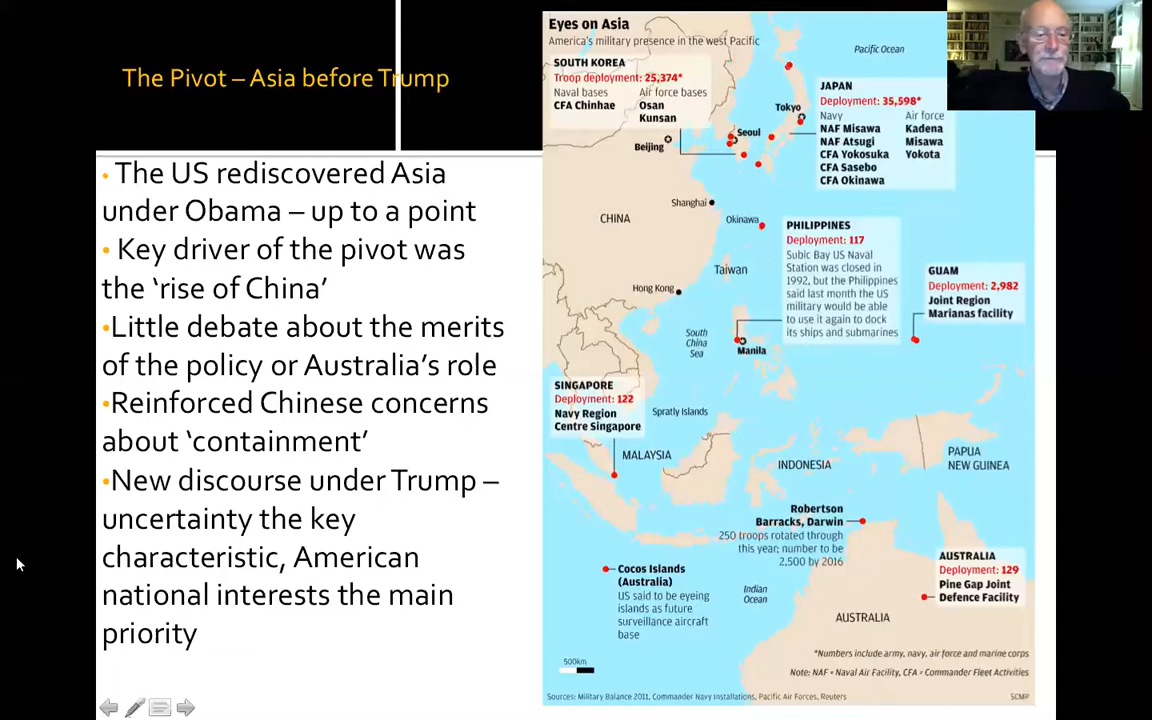 The Pivot – Asia before Trump
• The US rediscovered Asia
under Obama – up to a point
• Key driver of the pivot was
the ‘rise of China’
•Little debate about the merits
of the policy or Australia’s role
•Reinforced Chinese concerns
about ‘containment’
•New discourse under Trump –
uncertainty the key
characteristic, American
national interests the main
priority
Eyes on Asia
America's military presence in the west Pacific
SOUTH KOREA
Troop deployment: 25,374*
Naval bases
CFA Chinhae
Air force bases
Osan
Kunsan
Pacific Ocean
JAPAN
Deployment: 35,598*
Navy
NAF Misawa
NAF Atsugi
CFA Yokosuka
CFA Sasebo
CFA Okinawa
Air force
Kadena
Misawa
Yokota
Tokyo
Seoul
Beijing
Shanghai
CHINA
Okinawa
Taiwan
Hong Kong
PHILIPPINES
Deployment: 117
Subic Bay US Naval
Station was closed in
1992, but the Philippines
said last month the US
military would be able
to use it again to dock
its ships and submarines
GUAM
Deployment: 2,982
Joint Region
Marianas facility
South
China
Sea
Manila
SINGAPORE
Deployment: 122
Navy Region
Centre Singapore
Spratly Islands
MALAYSIA
INDONESIA
PAPUA
NEW GUINEA
Robertson
Barracks, Darwin
250 troops rotated through
this year; number to be
2,500 by 2016
Cocos Islands
(Australia)
US said to be eyeing
islands as future
surveillance aircraft
base
Indian
Ocean
AUSTRALIA
Deployment: 129
Pine Gap Joint
Defence Facility
AUSTRALIA
500km
*Numbers include army, navy, air force and marine corps
Note: NAF = Naval Air Facility, CFA = Commander Fleet Activities
Sources: Military Balance 2011, Commander Navy Installations, Pacific Air Forces, Reuters
SCMP